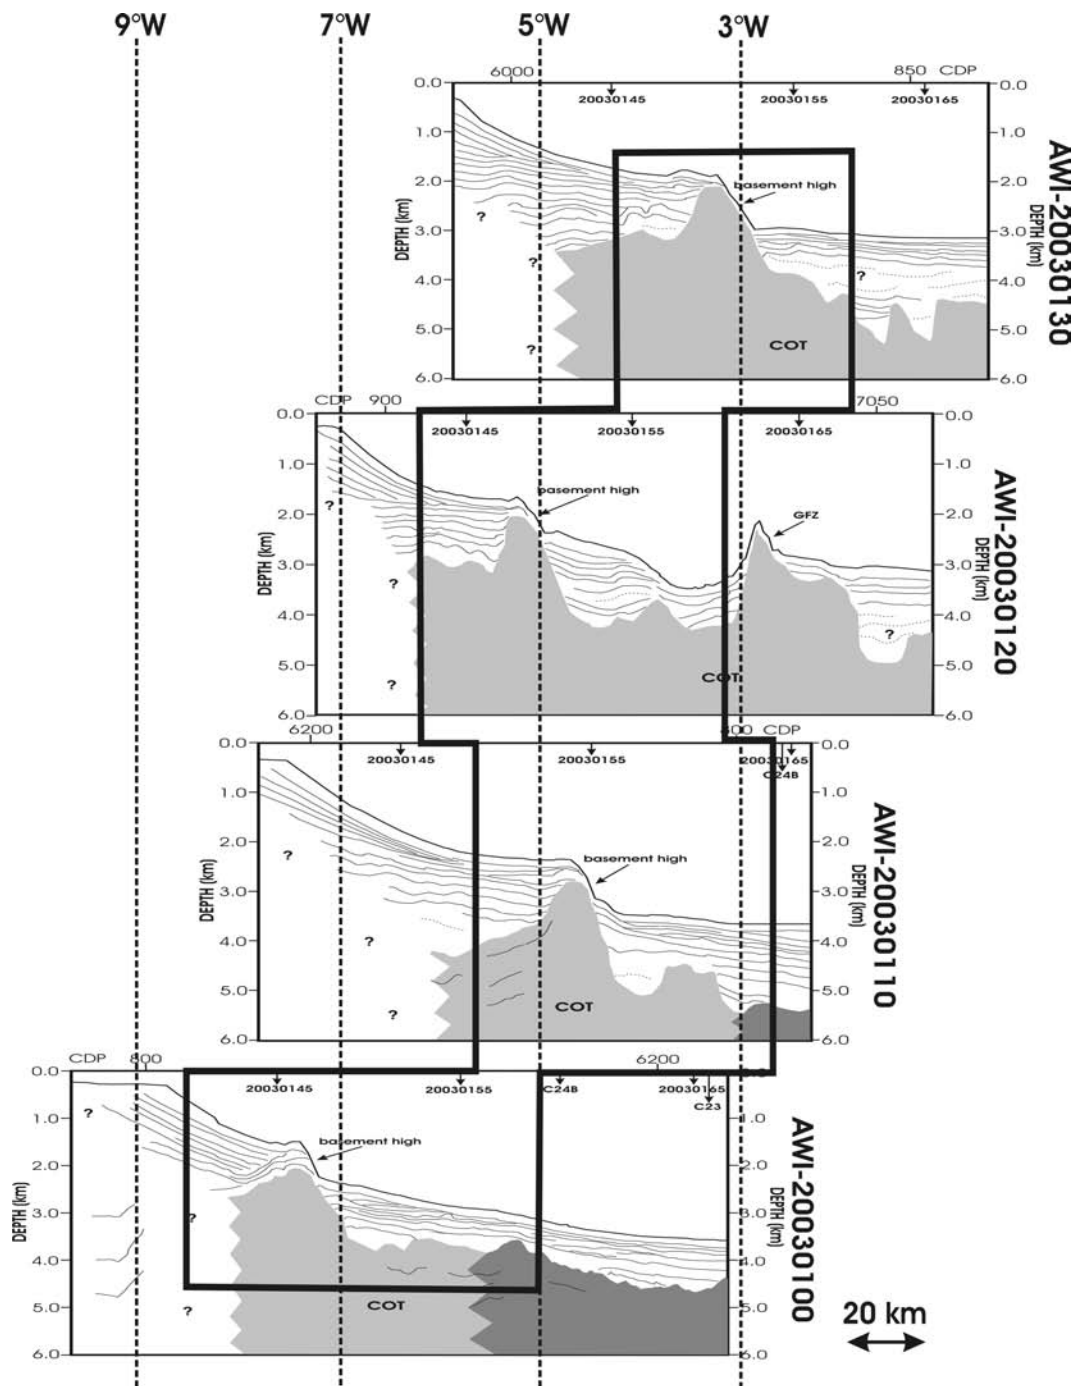 9°W 7°W 5°W 3°W
6000 850 CDP
0.0 20030145 20030155 20030165 0.0
1.0 1.0
2.0 basement high 2.0
?
DEPTH (km) 3.0 3.0 DEPTH (km)
? ?
4.0 4.0
5.0 5.0
? COT
6.0 6.0
AWI-20030130
CDP 900 7050
0.0 20030145 20030155 20030165 0.0
1.0 1.0
basement high
2.0 ? GFZ 2.0
DEPTH (km) 3.0 3.0 DEPTH (km)
?
4.0 4.0
?
5.0 5.0
? COT
6.0 6.0
AWI-20030120
6200 800 CDP
0.0 20030145 20030155 20030165 0.0
C24B
1.0 1.0
2.0 2.0
? basement high
DEPTH (km) 3.0 3.0 DEPTH (km)
4.0 ? 4.0
5.0 5.0
? COT
6.0 6.0
AWI-20030110
CDP 800 6200
0.0 20030145 20030155 C24B 20030165 0.0
C23
1.0 ? 1.0
basement high
2.0 2.0
DEPTH (km) 3.0 ? 3.0 DEPTH (km)
4.0 4.0
5.0 ? COT 5.0
6.0 6.0
AWI-20030100
20 km